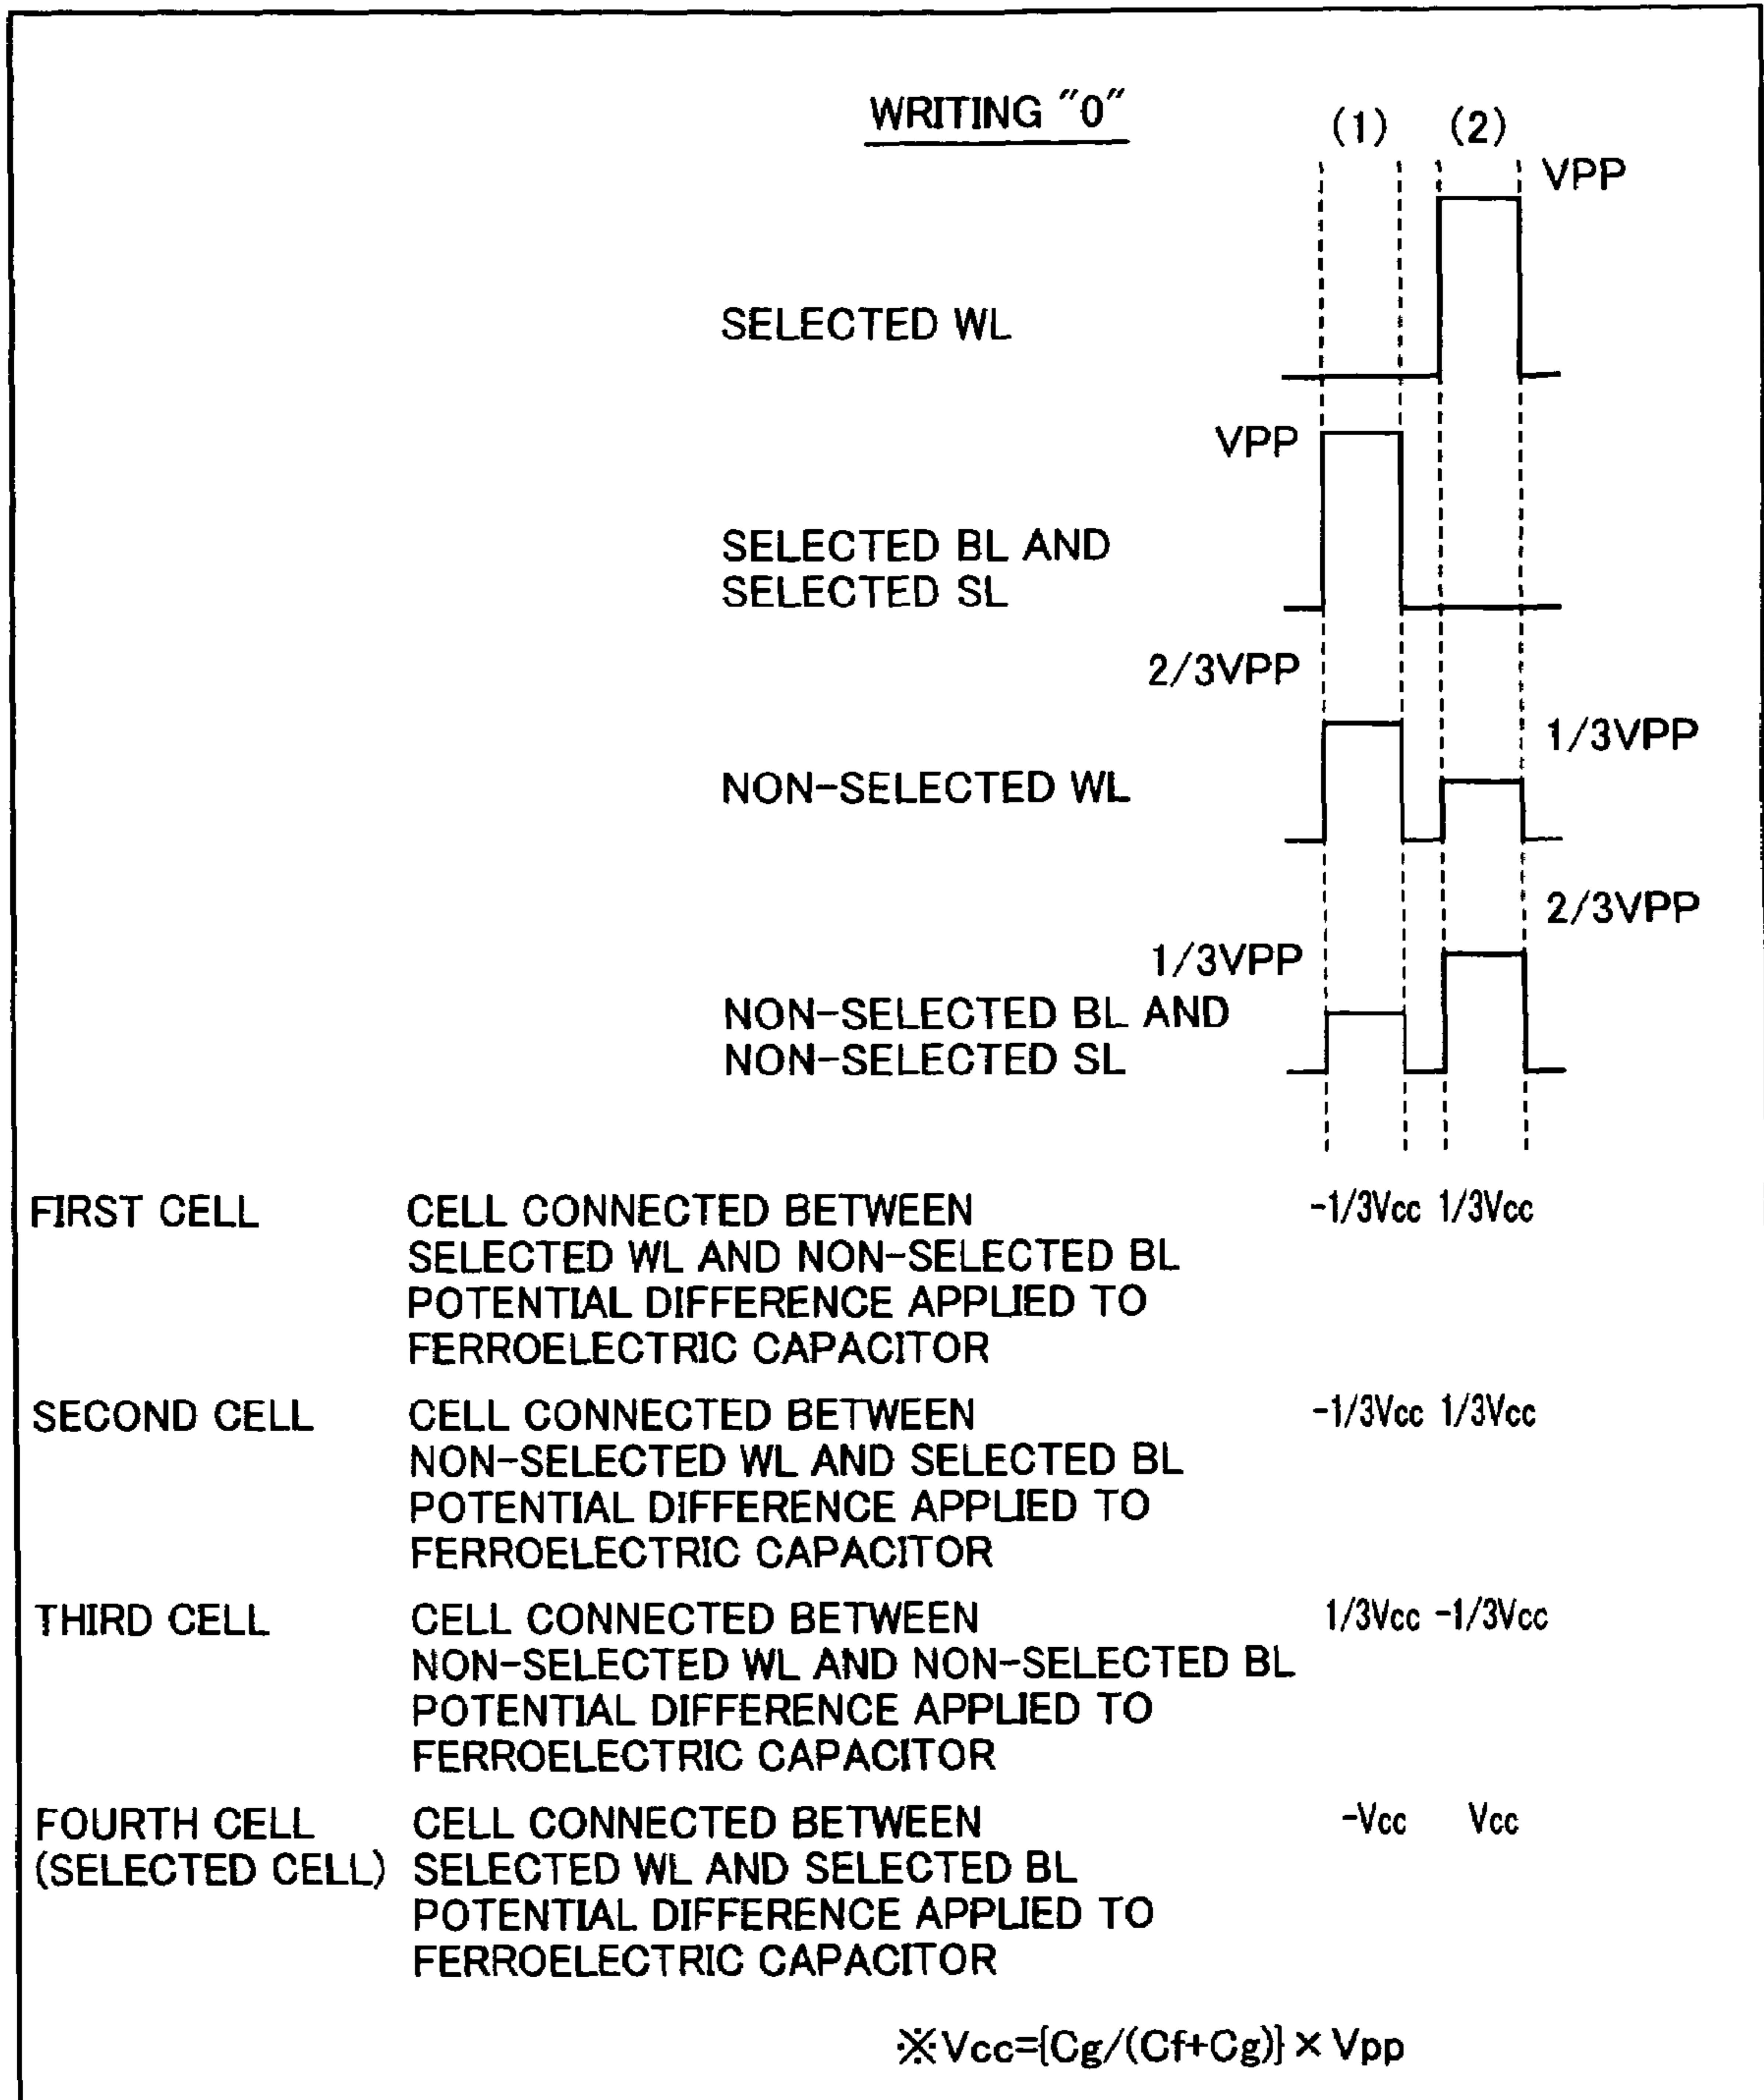 WRITING "0"
(1) (2)
VPP
SELECTED WL
VPP
SELECTED BL AND
SELECTED SL
2/3VPP
1/3VPP
NON-SELECTED WL
2/3VPP
1/3VPP
NON-SELECTED BL AND
NON-SELECTED SL
FIRST CELL CELL CONNECTED BETWEEN -1/3Vcc 1/3Vcc
SELECTED WL AND NON-SELECTED BL
POTENTIAL DIFFERENCE APPLIED TO
FERROELECTRIC CAPACITOR
SECOND CELL CELL CONNECTED BETWEEN -1/3Vcc 1/3Vcc
NON-SELECTED WL AND SELECTED BL
POTENTIAL DIFFERENCE APPLIED TO
FERROELECTRIC CAPACITOR
THIRD CELL CELL CONNECTED BETWEEN 1/3Vcc -1/3Vcc
NON-SELECTED WL AND NON-SELECTED BL
POTENTIAL DIFFERENCE APPLIED TO
FERROELECTRIC CAPACITOR
FOURTH CELL CELL CONNECTED BETWEEN -Vcc Vcc
(SELECTED CELL) SELECTED WL AND SELECTED BL
POTENTIAL DIFFERENCE APPLIED TO
FERROELECTRIC CAPACITOR
※Vcc={Cg/(Cf+Cg)}×Vpp